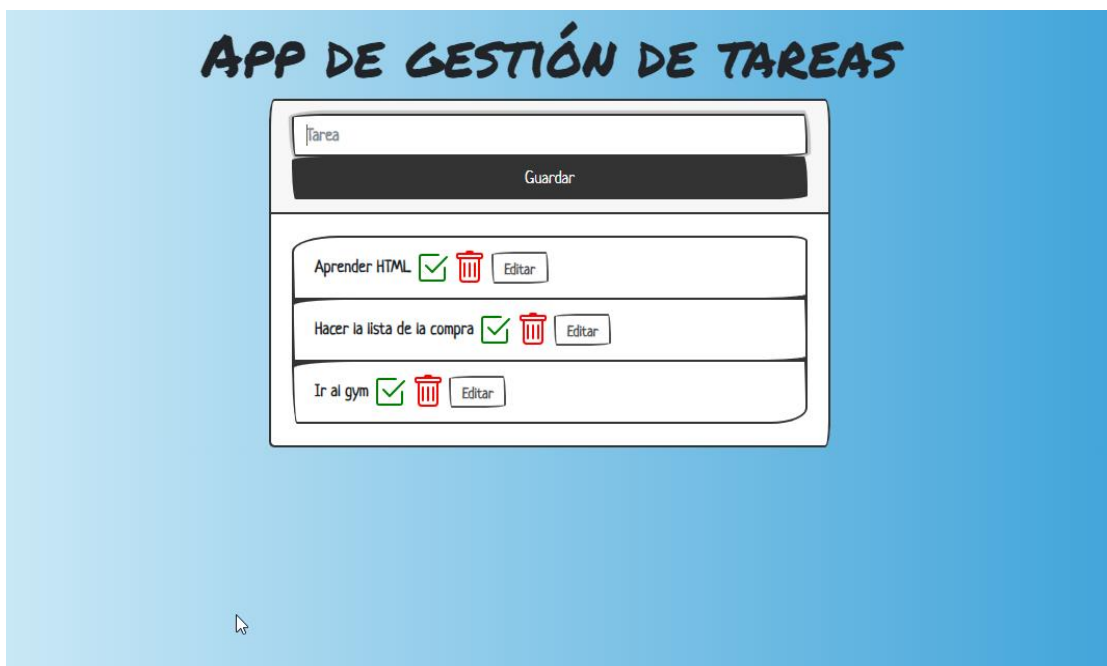 App de gestión de tareas
Tarea
Guardar
Aprender HTML Editar
Hacer la lista de la compra Editar
Ir al gym Editar